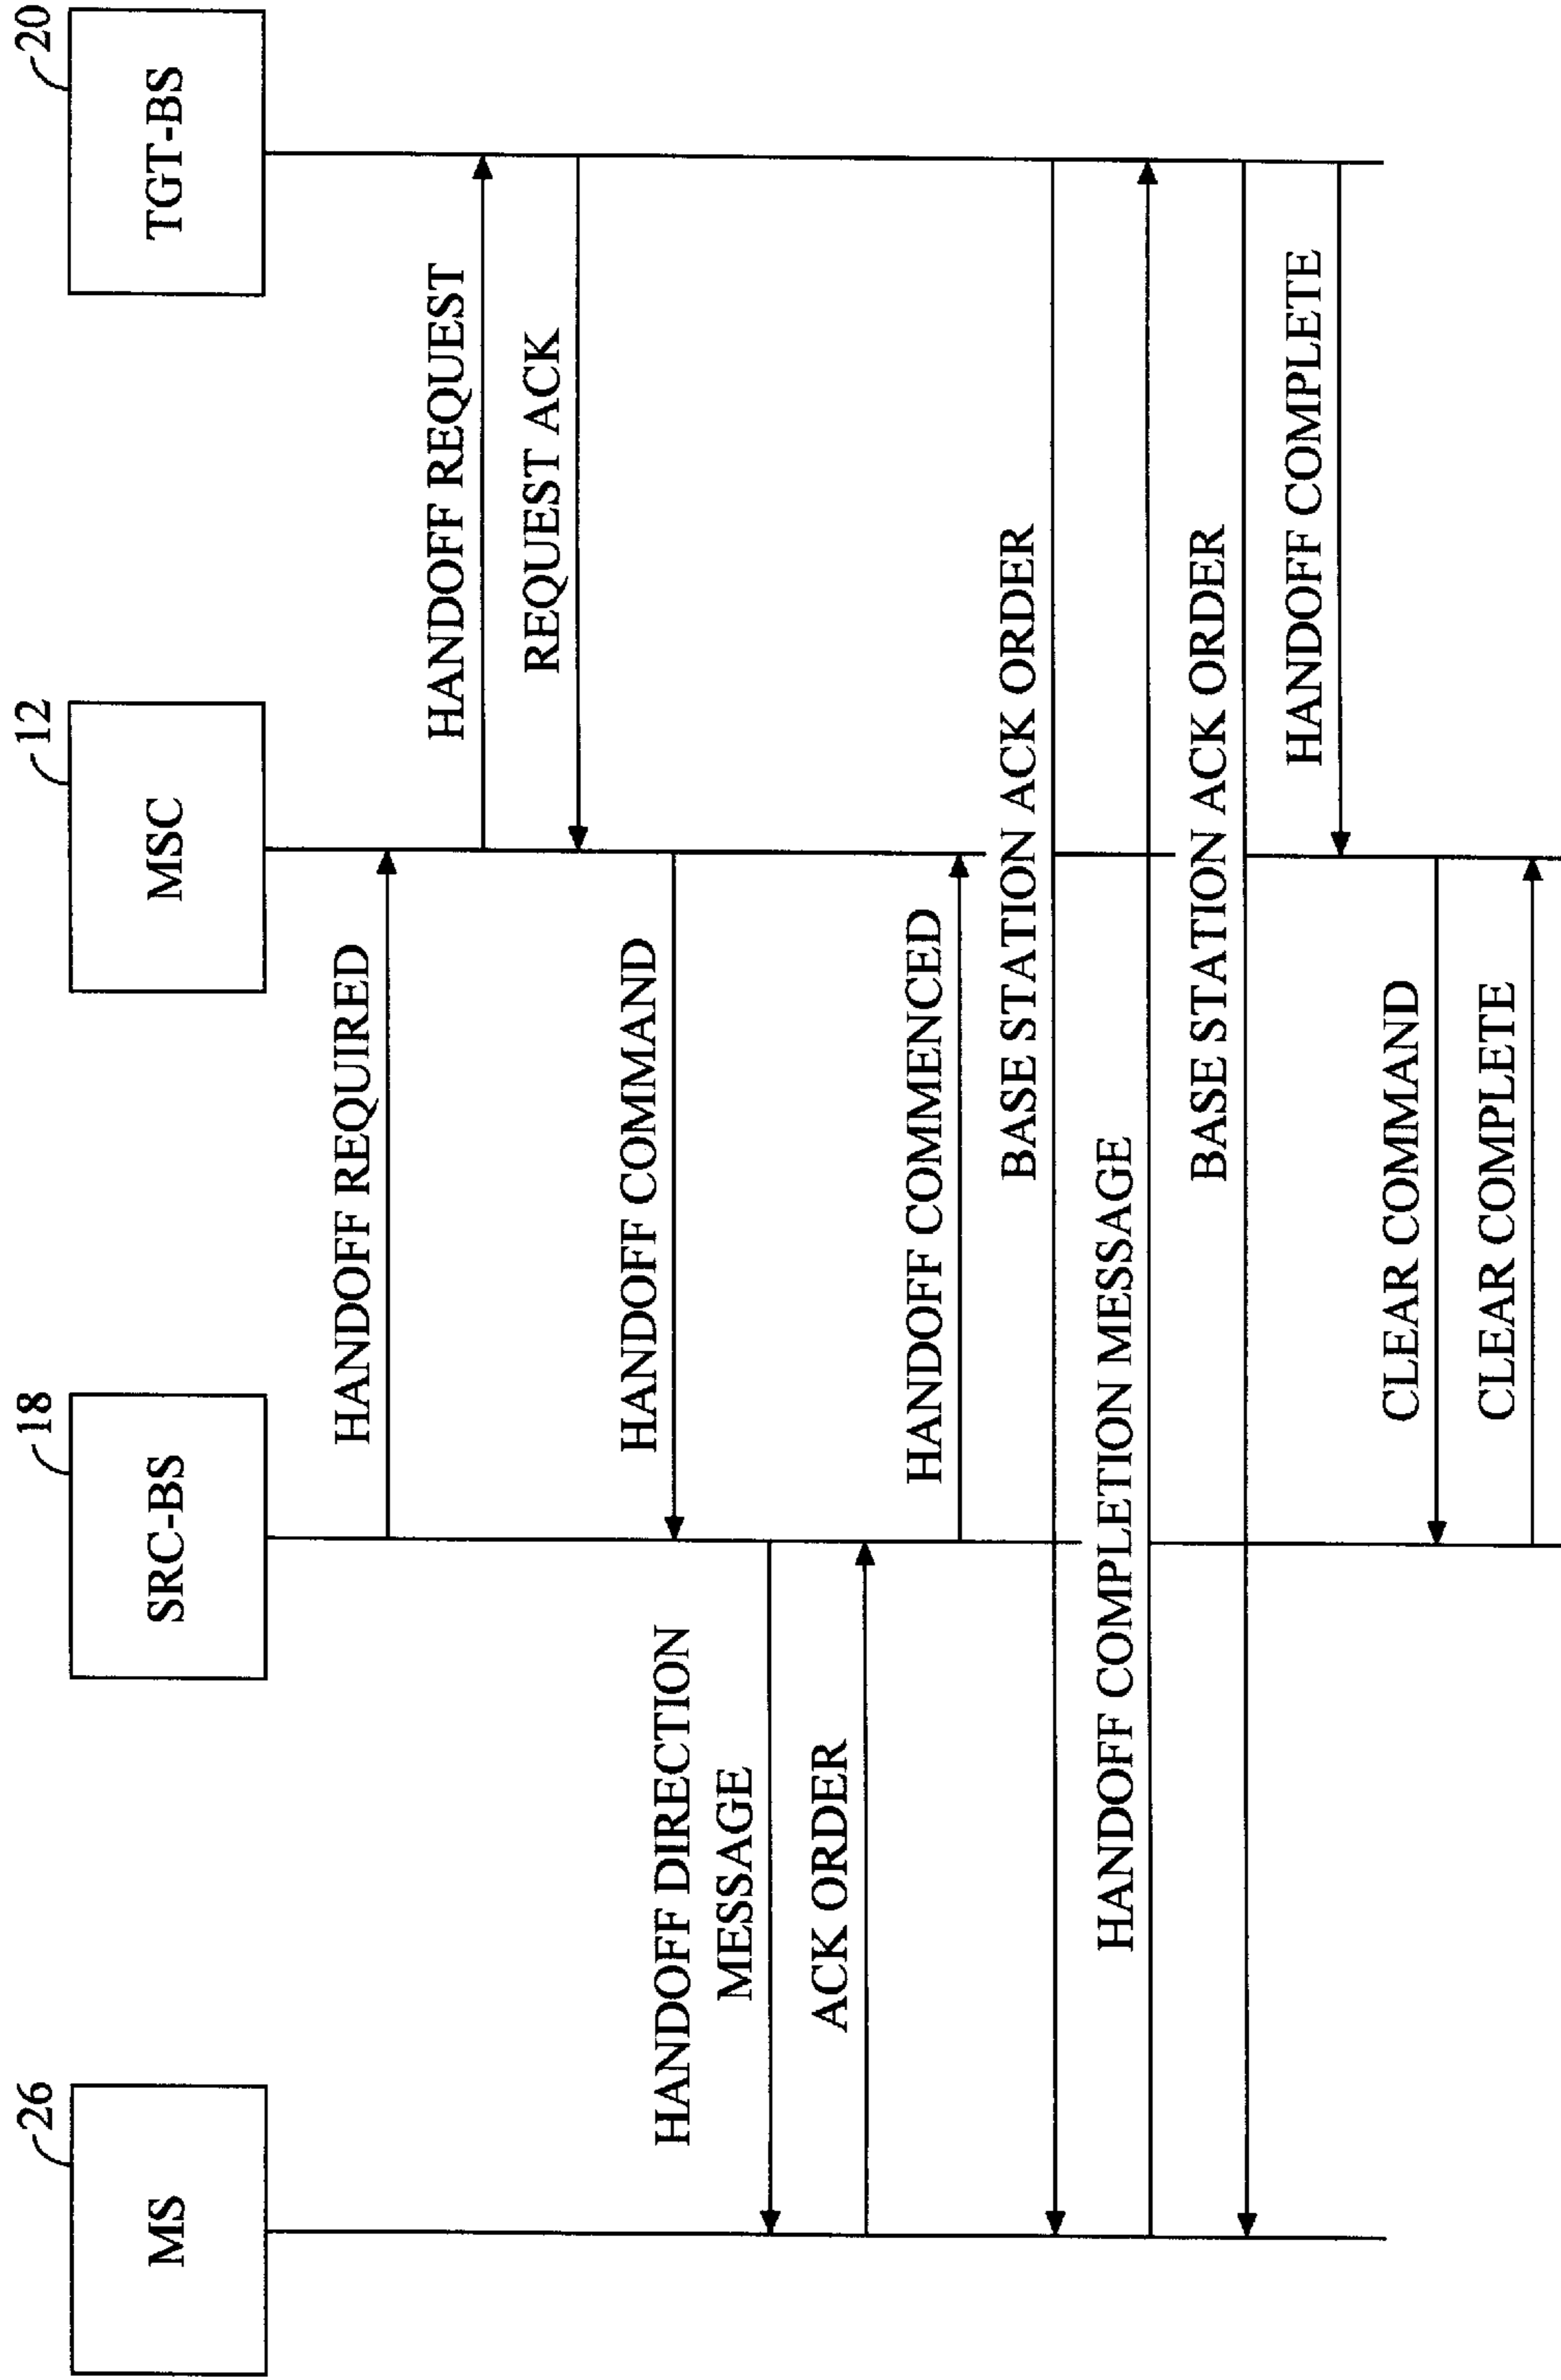 26
MS
18
SRC-BS
12
MSC
20
TGT-BS
HANDOFF REQUIRED
HANDOFF REQUEST
REQUEST ACK
HANDOFF COMMAND
HANDOFF DIRECTION
MESSAGE
ACK ORDER
HANDOFF COMMENCED
BASE STATION ACK ORDER
HANDOFF COMPLETION MESSAGE
BASE STATION ACK ORDER
HANDOFF COMPLETE
CLEAR COMMAND
CLEAR COMPLETE